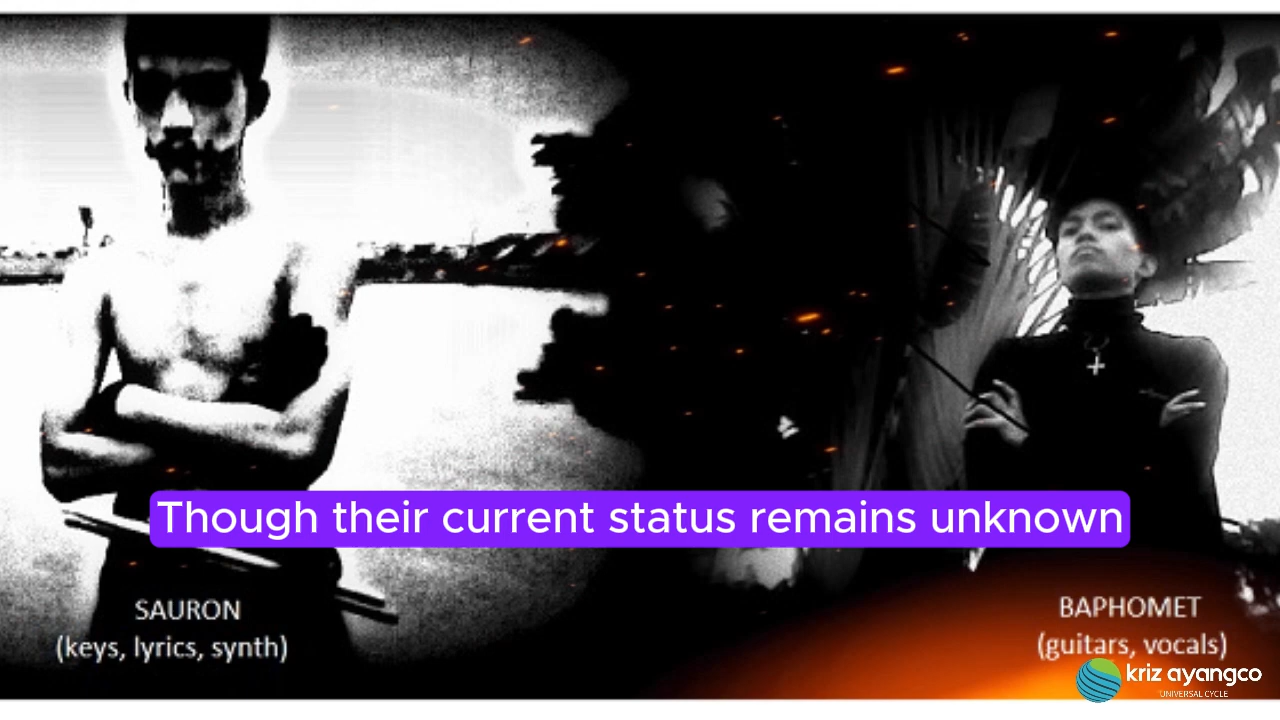 Though their current status remains unknown
SAURON
(keys, lyrics, synth)
BAPHOMET
(guitars, vocals)
kriz ayangco
UNIVERSAL CYCLE